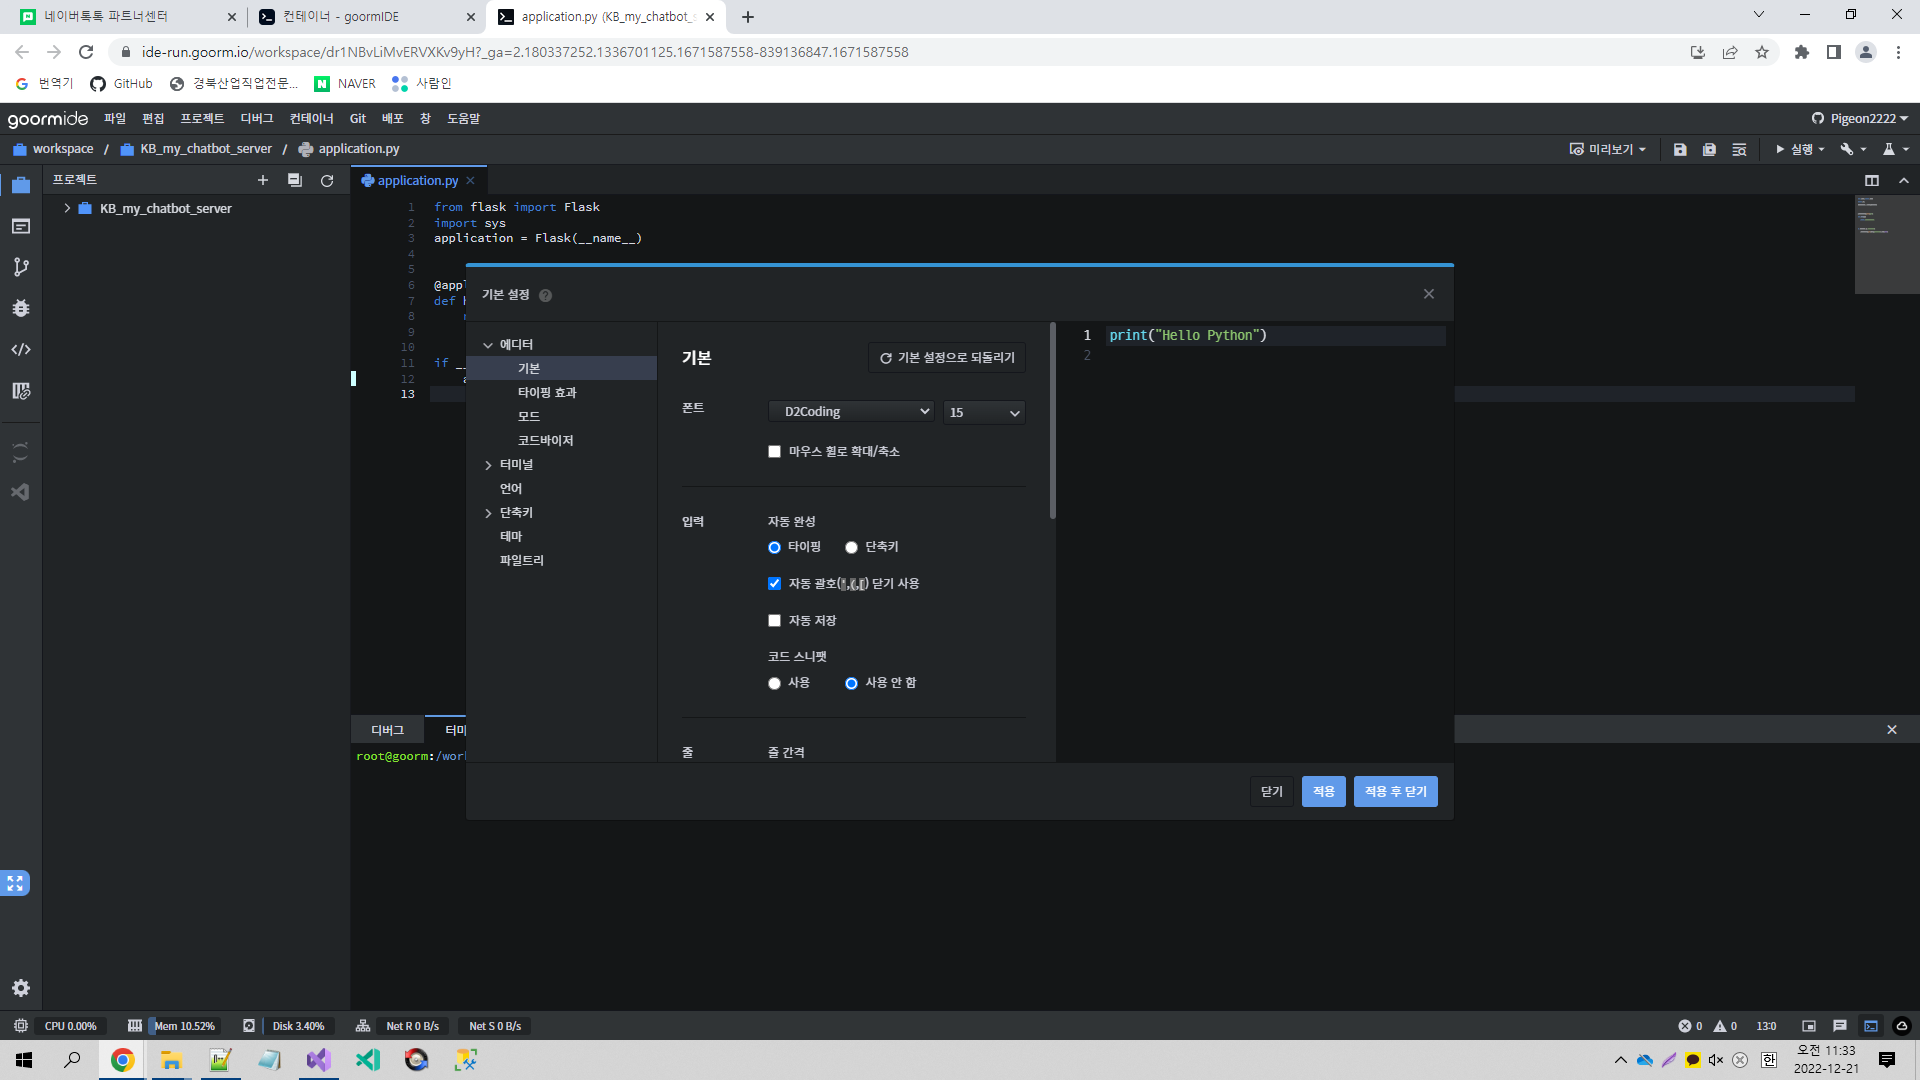 네이버톡톡 파트너센터
컨테이너 - goormIDE
application.py (KB_my_chatbot_s
ide-run.goorm.io/workspace/dr1NBvLiMvERVXKv9yH?_ga=2.180337252.1336701125.1671587558-839136847.1671587558
번역기 GitHub 경북산업직업전문... NAVER 사람인
goormide 파일 편집 프로젝트 디버그 컨테이너 Git 배포 창 도움말 Pigeon2222
workspace / KB_my_chatbot_server / application.py 미리보기 실행
프로젝트
application.py
KB_my_chatbot_server
1 from flask import Flask
2 import sys
3 application = Flask(__name__)
4
5
6 @appl
7 def h
8
9
10
11 if __
12 a
13
기본 설정
에디터
기본
타이핑 효과
모드
코드바이저
터미널
언어
단축키
테마
파일트리
기본 기본 설정으로 되돌리기
폰트 D2Coding 15
마우스 휠로 확대/축소
입력 자동 완성
타이핑 단축키
자동 괄호(",{,[) 닫기 사용
자동 저장
코드 스니펫
사용 사용 안 함
줄 줄 간격
1 print("Hello Python")
2
닫기 적용 적용 후 닫기
디버그 터미
root@goorm:/work
CPU 0.00% Mem 10.52% Disk 3.40% Net R 0 B/s Net S 0 B/s 0 0 13:0
한 오전 11:33
2022-12-21